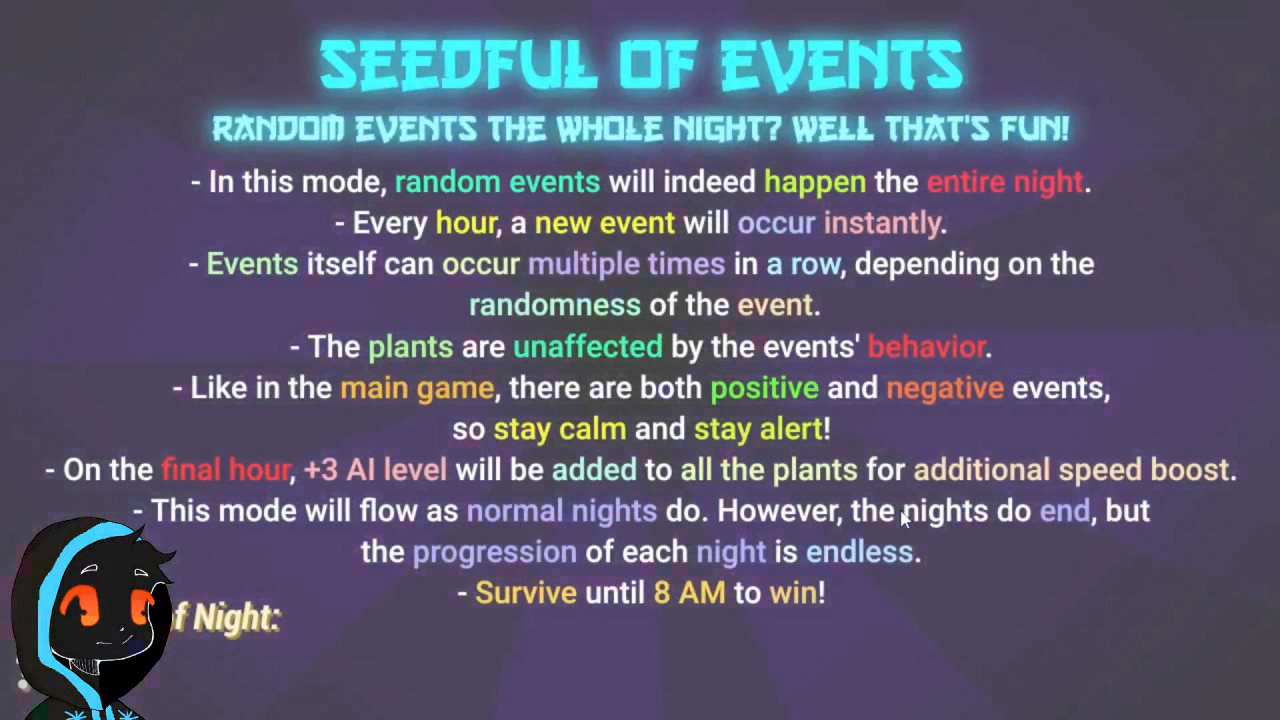 SEEDFUL OF EVENTS
RANDOM EVENTS THE WHOLE NIGHT? WELL THAT'S FUN!
- In this mode, random events will indeed happen the entire night.
- Every hour, a new event will occur instantly.
- Events itself can occur multiple times in a row, depending on the
randomness of the event.
- The plants are unaffected by the events' behavior.
- Like in the main game, there are both positive and negative events,
so stay calm and stay alert!
- On the final hour, +3 AI level will be added to all the plants for additional speed boost.
- This mode will flow as normal nights do. However, the nights do end, but
the progression of each night is endless.
- Survive until 8 AM to win!
of Night: